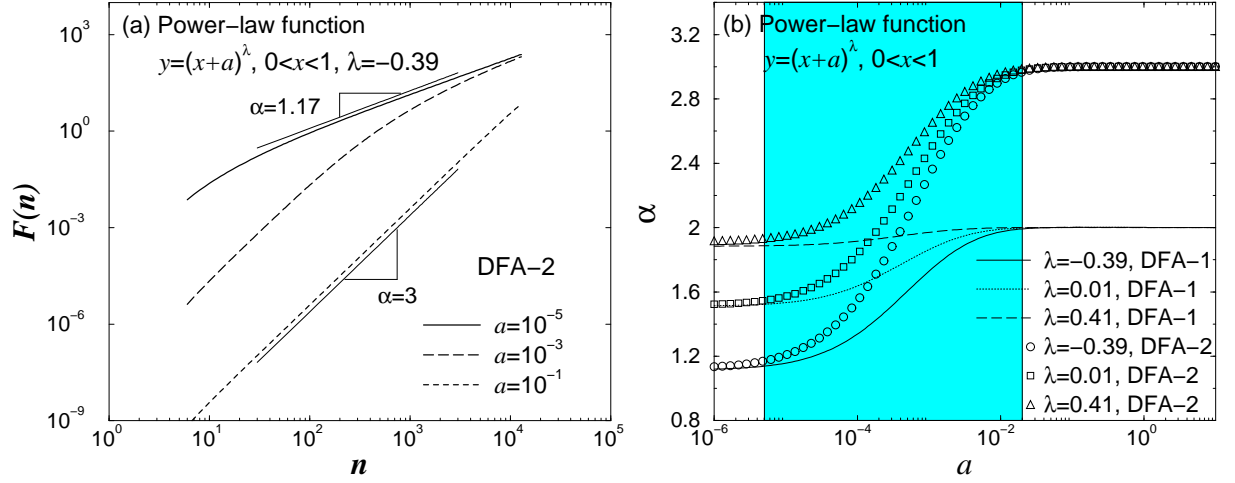 (a) Power−law function
y=(x+a)^λ, 0<x<1, λ=−0.39
α=1.17
α=3
DFA−2
a=10^−5
a=10^−3
a=10^−1
F(n)
10^3
10^0
10^−3
10^−6
10^−9
10^0 10^1 10^2 10^3 10^4 10^5
n
(b) Power−law function
y=(x+a)^λ, 0<x<1
α
3.2
2.8
2.4
2
1.6
1.2
0.8
λ=−0.39, DFA−1
λ=0.01, DFA−1
λ=0.41, DFA−1
λ=−0.39, DFA−2
λ=0.01, DFA−2
λ=0.41, DFA−2
10^−6 10^−4 10^−2 10^0
a